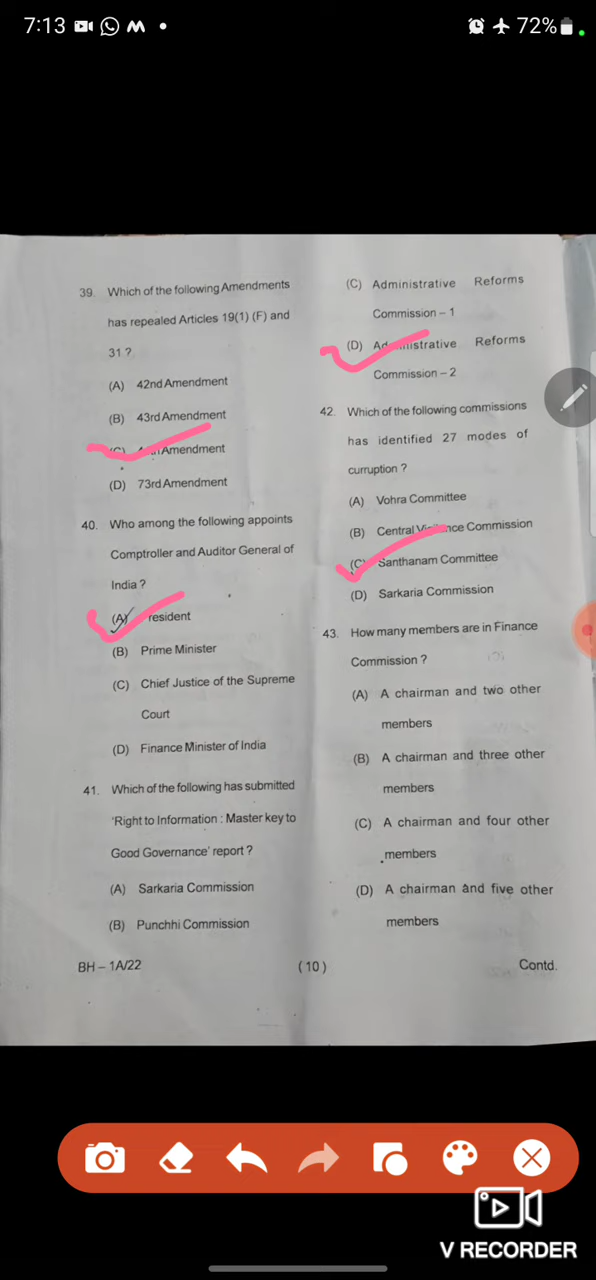 7:13
72%
39. Which of the following Amendments
has repealed Articles 19(1) (F) and
31 ?
(A) 42nd Amendment
(B) 43rd Amendment
Amendment
(D) 73rd Amendment
40. Who among the following appoints
Comptroller and Auditor General of
India ?
(A) resident
(B) Prime Minister
(C) Chief Justice of the Supreme
Court
(D) Finance Minister of India
41. Which of the following has submitted
'Right to Information : Master key to
Good Governance' report ?
(A) Sarkaria Commission
(B) Punchhi Commission
(C) Administrative Reforms
Commission – 1
(D) Administrative Reforms
Commission – 2
42. Which of the following commissions
has identified 27 modes of
curruption ?
(A) Vohra Committee
(B) Central Vigilance Commission
(C) Santhanam Committee
(D) Sarkaria Commission
43. How many members are in Finance
Commission ?
(A) A chairman and two other
members
(B) A chairman and three other
members
(C) A chairman and four other
members
(D) A chairman and five other
members
BH – 1A/22
(10)
Contd.
V RECORDER